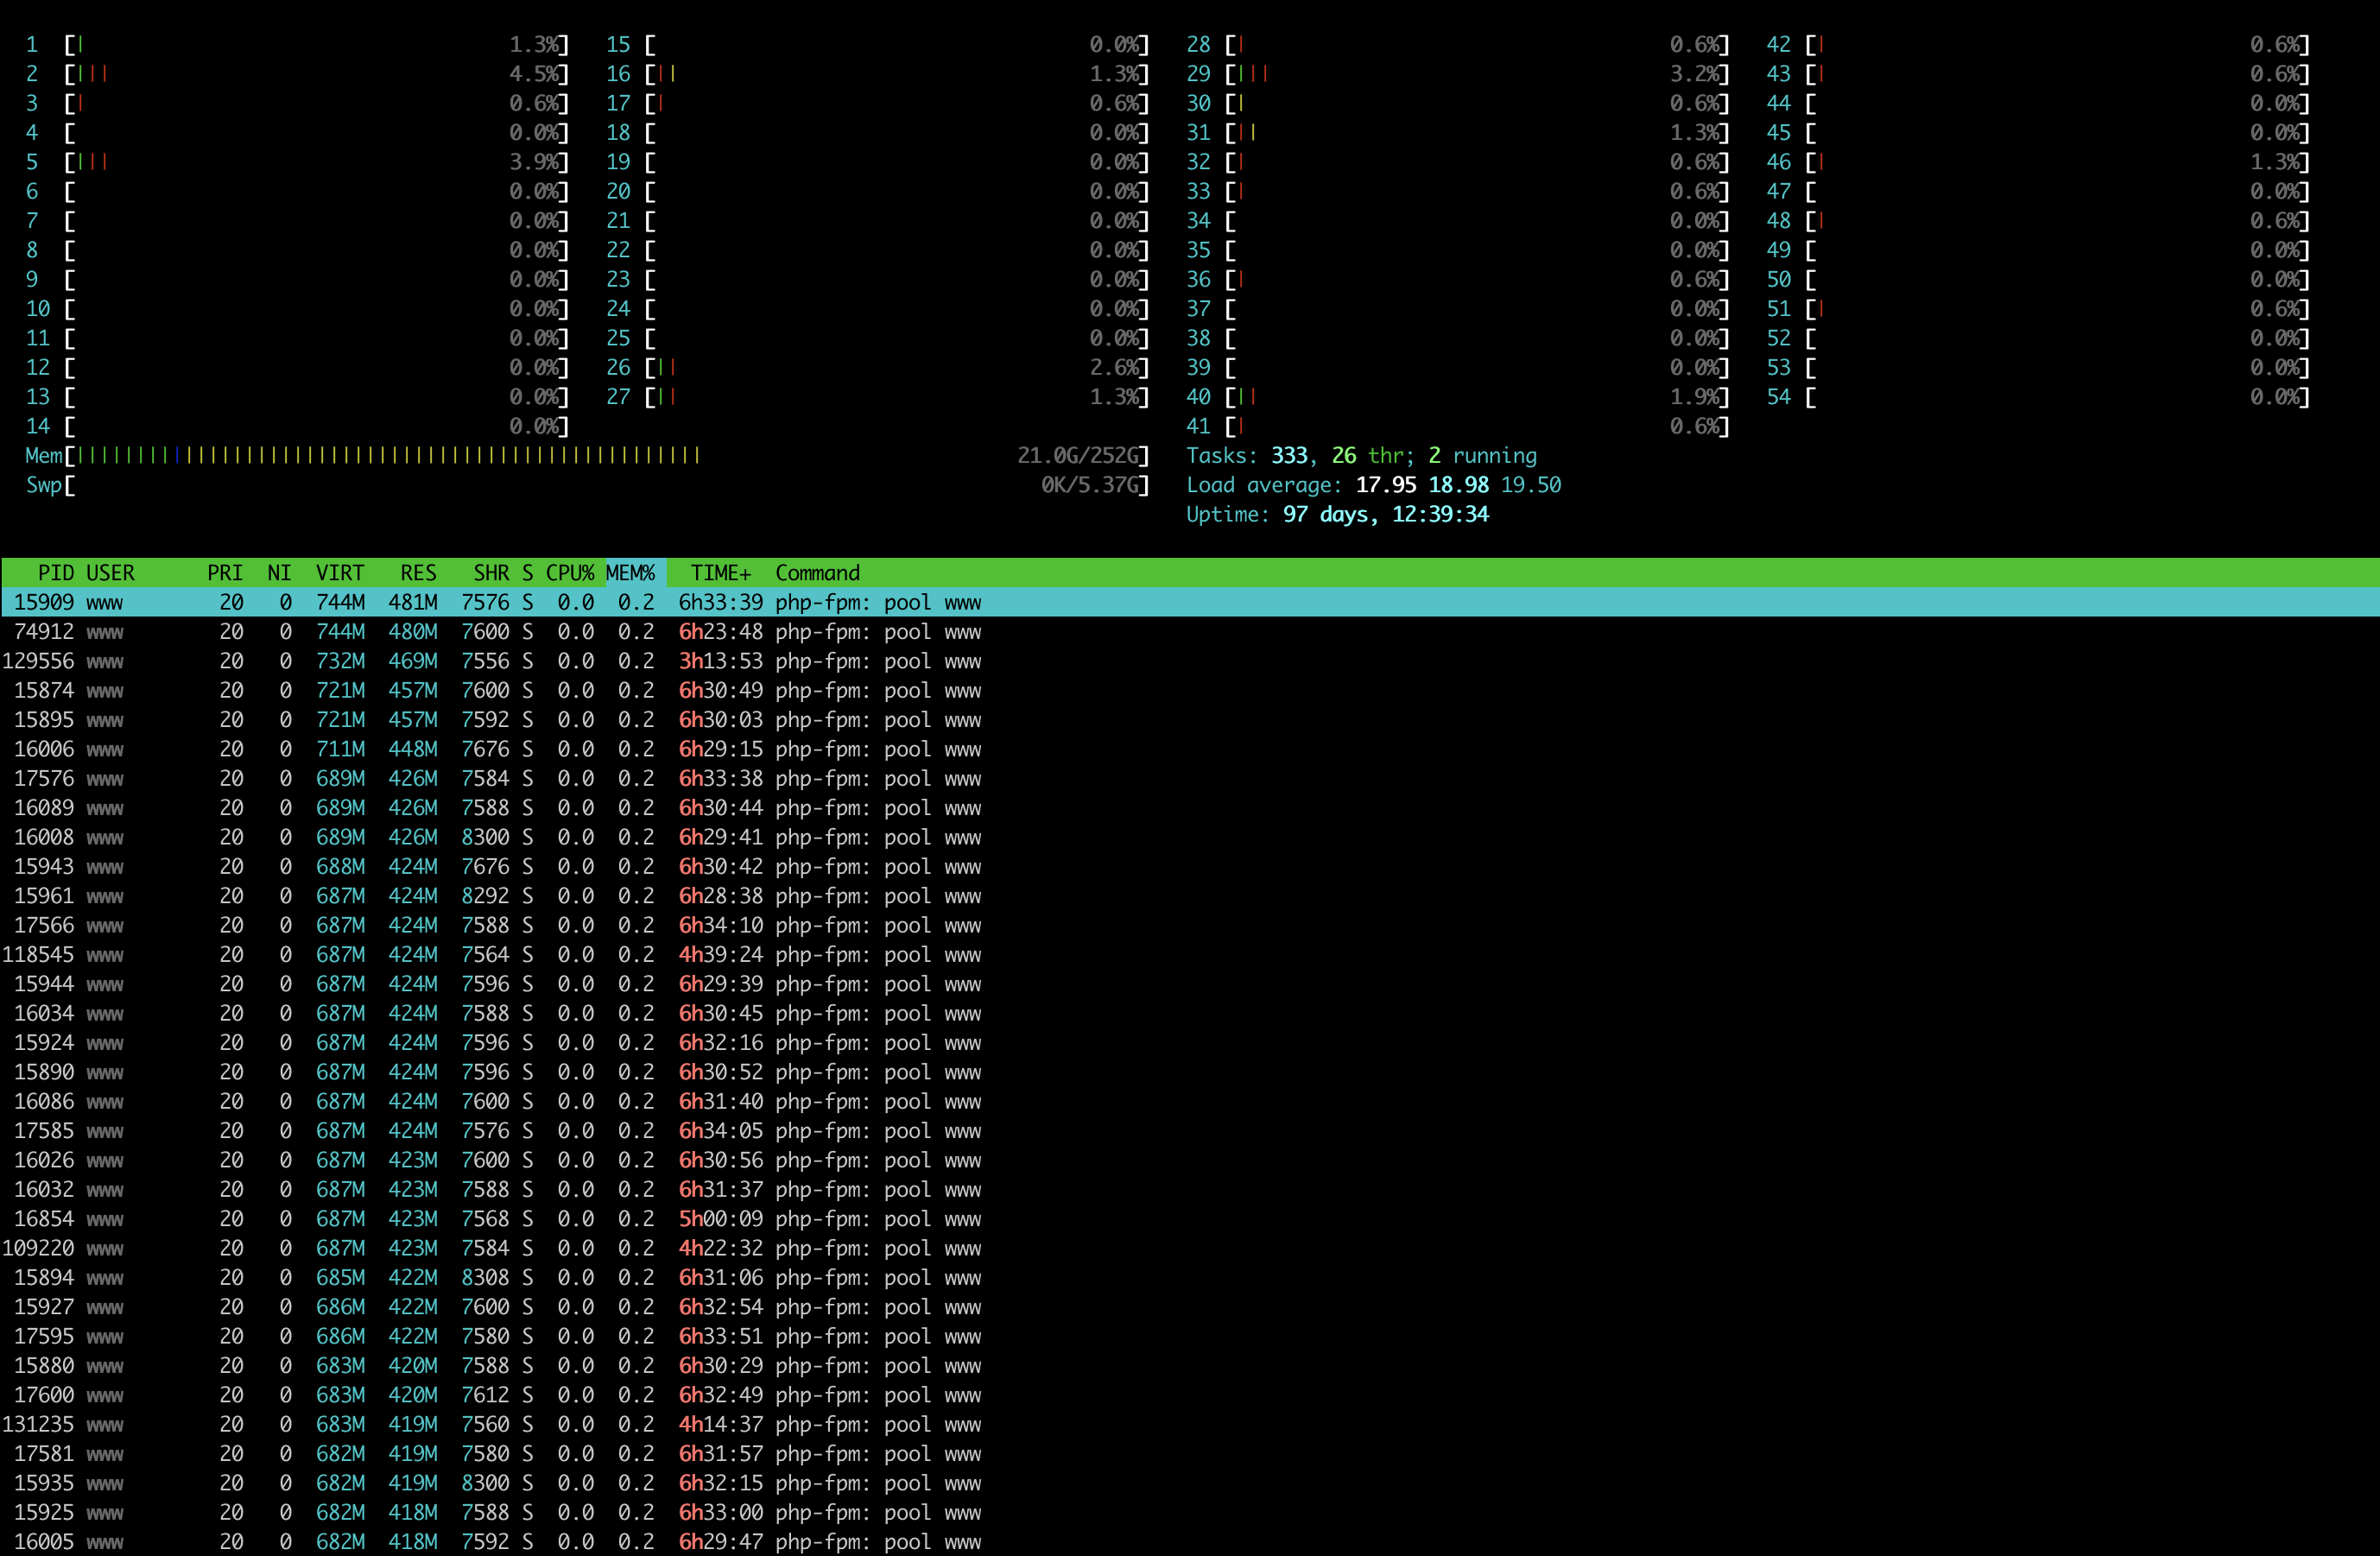 1 [| 1.3%] 15 [ 0.0%] 28 [| 0.6%] 42 [| 0.6%]
2 [||| 4.5%] 16 [|| 1.3%] 29 [||| 3.2%] 43 [| 0.6%]
3 [| 0.6%] 17 [| 0.6%] 30 [| 0.6%] 44 [ 0.0%]
4 [ 0.0%] 18 [ 0.0%] 31 [|| 1.3%] 45 [ 0.0%]
5 [||| 3.9%] 19 [ 0.0%] 32 [| 0.6%] 46 [| 1.3%]
6 [ 0.0%] 20 [ 0.0%] 33 [| 0.6%] 47 [ 0.0%]
7 [ 0.0%] 21 [ 0.0%] 34 [ 0.0%] 48 [| 0.6%]
8 [ 0.0%] 22 [ 0.0%] 35 [ 0.0%] 49 [ 0.0%]
9 [ 0.0%] 23 [ 0.0%] 36 [| 0.6%] 50 [ 0.0%]
10 [ 0.0%] 24 [ 0.0%] 37 [ 0.0%] 51 [| 0.6%]
11 [ 0.0%] 25 [ 0.0%] 38 [ 0.0%] 52 [ 0.0%]
12 [ 0.0%] 26 [|| 2.6%] 39 [ 0.0%] 53 [ 0.0%]
13 [ 0.0%] 27 [|| 1.3%] 40 [|| 1.9%] 54 [ 0.0%]
14 [ 0.0%] 41 [| 0.6%]
Mem[|||||||||||||||||||||||||||||||||||||||||||||||||||| 21.0G/252G] Tasks: 333, 26 thr; 2 running
Swp[ 0K/5.37G] Load average: 17.95 18.98 19.50
Uptime: 97 days, 12:39:34
PID USER PRI NI VIRT RES SHR S CPU% MEM% TIME+ Command
15909 www 20 0 744M 481M 7576 S 0.0 0.2 6h33:39 php-fpm: pool www
74912 www 20 0 744M 480M 7600 S 0.0 0.2 6h23:48 php-fpm: pool www
129556 www 20 0 732M 469M 7556 S 0.0 0.2 3h13:53 php-fpm: pool www
15874 www 20 0 721M 457M 7600 S 0.0 0.2 6h30:49 php-fpm: pool www
15895 www 20 0 721M 457M 7592 S 0.0 0.2 6h30:03 php-fpm: pool www
16006 www 20 0 711M 448M 7676 S 0.0 0.2 6h29:15 php-fpm: pool www
17576 www 20 0 689M 426M 7584 S 0.0 0.2 6h33:38 php-fpm: pool www
16089 www 20 0 689M 426M 7588 S 0.0 0.2 6h30:44 php-fpm: pool www
16008 www 20 0 689M 426M 8300 S 0.0 0.2 6h29:41 php-fpm: pool www
15943 www 20 0 688M 424M 7676 S 0.0 0.2 6h30:42 php-fpm: pool www
15961 www 20 0 687M 424M 8292 S 0.0 0.2 6h28:38 php-fpm: pool www
17566 www 20 0 687M 424M 7588 S 0.0 0.2 6h34:10 php-fpm: pool www
118545 www 20 0 687M 424M 7564 S 0.0 0.2 4h39:24 php-fpm: pool www
15944 www 20 0 687M 424M 7596 S 0.0 0.2 6h29:39 php-fpm: pool www
16034 www 20 0 687M 424M 7588 S 0.0 0.2 6h30:45 php-fpm: pool www
15924 www 20 0 687M 424M 7596 S 0.0 0.2 6h32:16 php-fpm: pool www
15890 www 20 0 687M 424M 7596 S 0.0 0.2 6h30:52 php-fpm: pool www
16086 www 20 0 687M 424M 7600 S 0.0 0.2 6h31:40 php-fpm: pool www
17585 www 20 0 687M 424M 7576 S 0.0 0.2 6h34:05 php-fpm: pool www
16026 www 20 0 687M 423M 7600 S 0.0 0.2 6h30:56 php-fpm: pool www
16032 www 20 0 687M 423M 7588 S 0.0 0.2 6h31:37 php-fpm: pool www
16854 www 20 0 687M 423M 7568 S 0.0 0.2 5h00:09 php-fpm: pool www
109220 www 20 0 687M 423M 7584 S 0.0 0.2 4h22:32 php-fpm: pool www
15894 www 20 0 685M 422M 8308 S 0.0 0.2 6h31:06 php-fpm: pool www
15927 www 20 0 686M 422M 7600 S 0.0 0.2 6h32:54 php-fpm: pool www
17595 www 20 0 686M 422M 7580 S 0.0 0.2 6h33:51 php-fpm: pool www
15880 www 20 0 683M 420M 7588 S 0.0 0.2 6h30:29 php-fpm: pool www
17600 www 20 0 683M 420M 7612 S 0.0 0.2 6h32:49 php-fpm: pool www
131235 www 20 0 683M 419M 7560 S 0.0 0.2 4h14:37 php-fpm: pool www
17581 www 20 0 682M 419M 7580 S 0.0 0.2 6h31:57 php-fpm: pool www
15935 www 20 0 682M 419M 8300 S 0.0 0.2 6h32:15 php-fpm: pool www
15925 www 20 0 682M 418M 7588 S 0.0 0.2 6h33:00 php-fpm: pool www
16005 www 20 0 682M 418M 7592 S 0.0 0.2 6h29:47 php-fpm: pool www